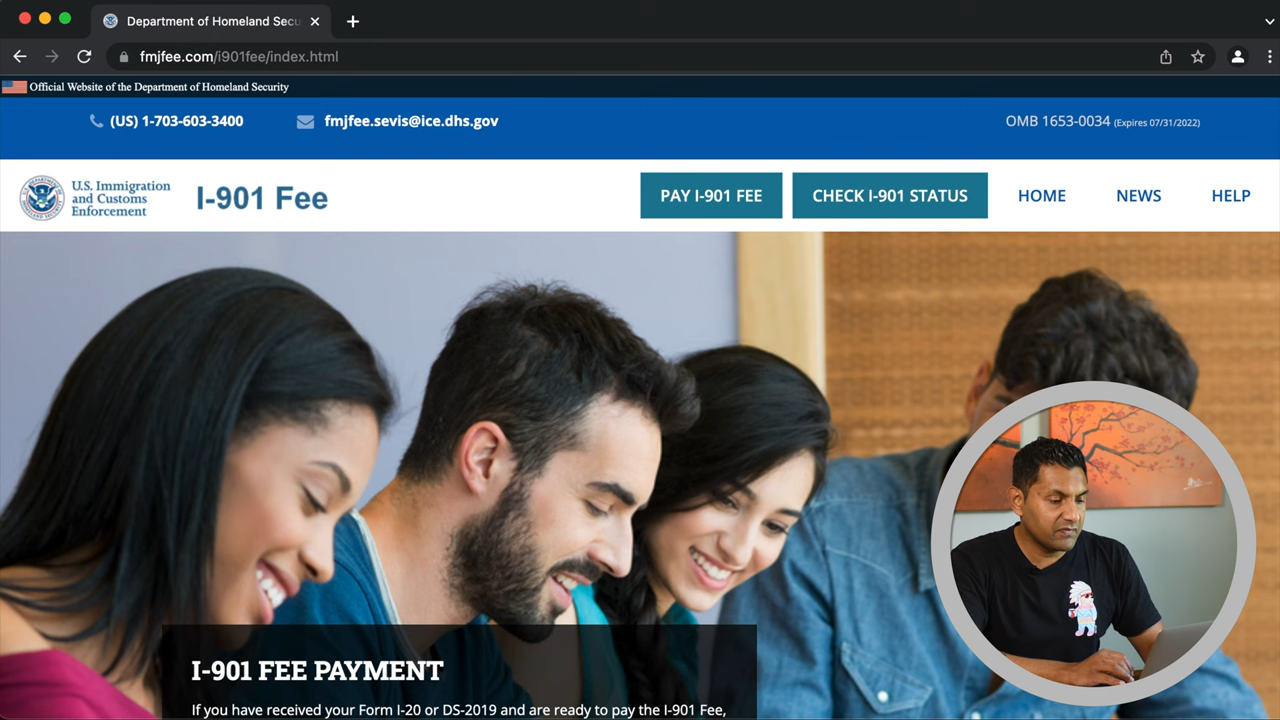 Department of Homeland Secu
fmjfee.com/i901fee/index.html
Official Website of the Department of Homeland Security
(US) 1-703-603-3400
fmjfee.sevis@ice.dhs.gov
OMB 1653-0034 (Expires 07/31/2022)
U.S. Immigration
and Customs
Enforcement
I-901 Fee
PAY I-901 FEE
CHECK I-901 STATUS
HOME
NEWS
HELP
I-901 FEE PAYMENT
If you have received your Form I-20 or DS-2019 and are ready to pay the I-901 Fee,